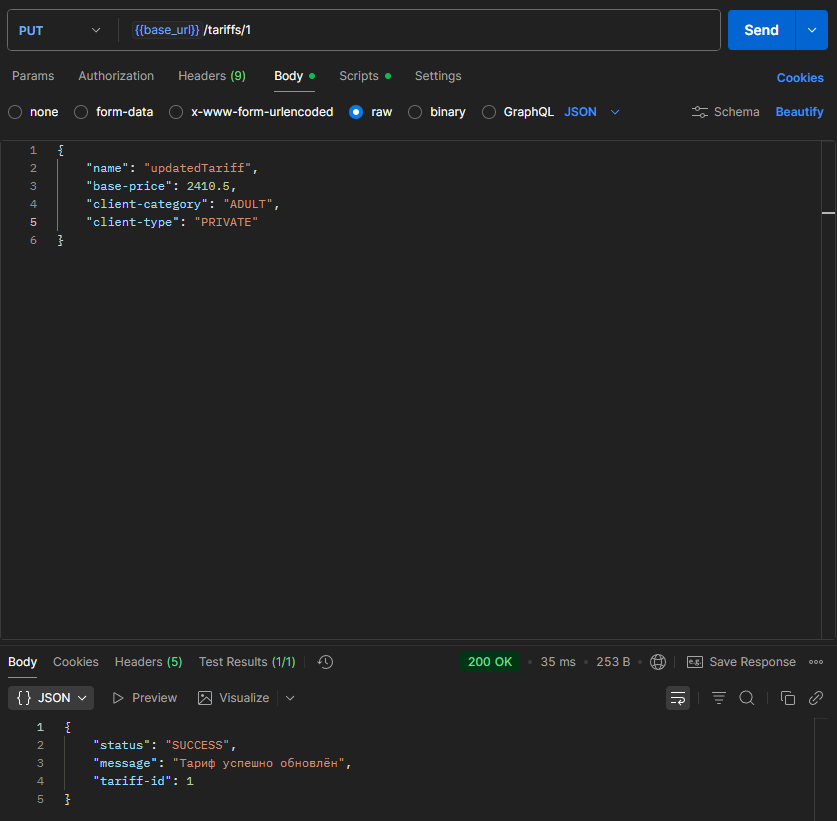 PUT {{base_url}}/tariffs/1 Send
Params Authorization Headers (9) Body Scripts Settings Cookies
none form-data x-www-form-urlencoded raw binary GraphQL JSON Schema Beautify
1 {
2 "name": "updatedTariff",
3 "base-price": 2410.5,
4 "client-category": "ADULT",
5 "client-type": "PRIVATE"
6 }
Body Cookies Headers (5) Test Results (1/1) 200 OK • 35 ms • 253 B e.g. Save Response
{} JSON Preview Visualize
1 {
2 "status": "SUCCESS",
3 "message": "Тариф успешно обновлён",
4 "tariff-id": 1
5 }